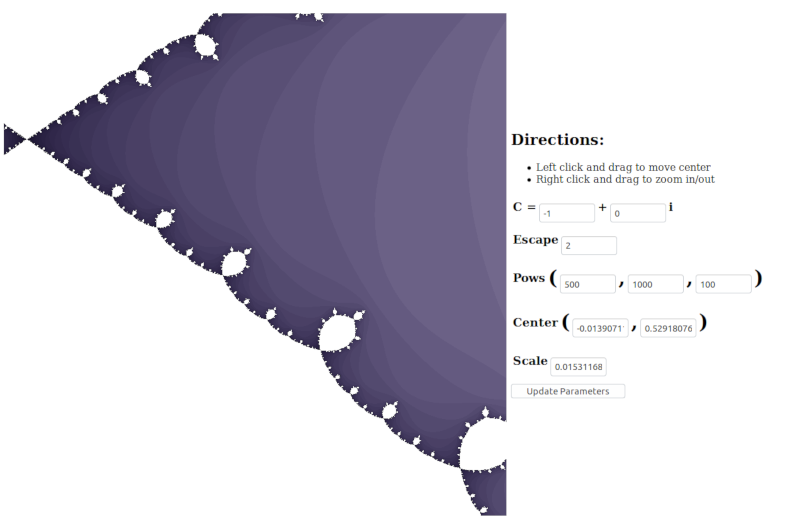 Directions:
• Left click and drag to move center
• Right click and drag to zoom in/out
C = -1 + 0 i
Escape 2
Pows ( 500 , 1000 , 100 )
Center ( -0.0139071 , 0.52918076 )
Scale 0.01531168
Update Parameters